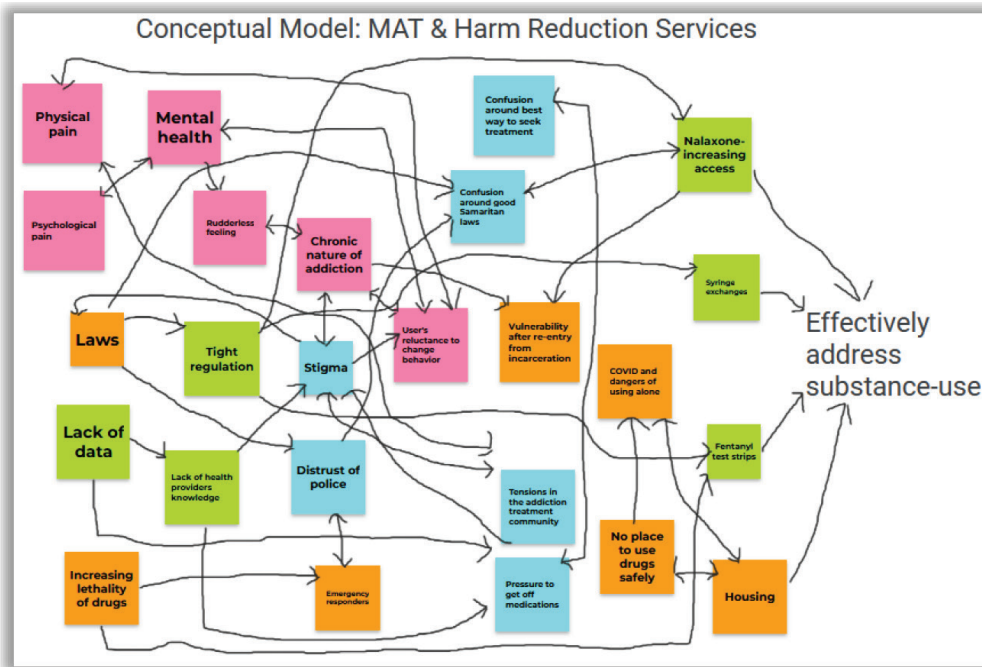 Conceptual Model: MAT & Harm Reduction Services
Physical
pain
Mental
health
Confusion
around best
way to seek
treatment
Nalaxone-
increasing
access
Psychological
pain
Rudderless
feeling
Chronic
nature of
addiction
Confusion
around good
Samaritan
laws
Syringe
exchanges
Laws
Tight
regulation
Stigma
User's
reluctance to
change
behavior
Vulnerability
after re-entry
from
incarceration
COVID and
dangers of
using alone
Effectively
address
substance-use
Lack of
data
Lack of health
providers
knowledge
Distrust of
police
Tensions in
the addiction
treatment
community
Fentanyl
test strips
Increasing
lethality
of drugs
Emergency
responders
Pressure to
get off
medications
No place
to use
drugs
safely
Housing